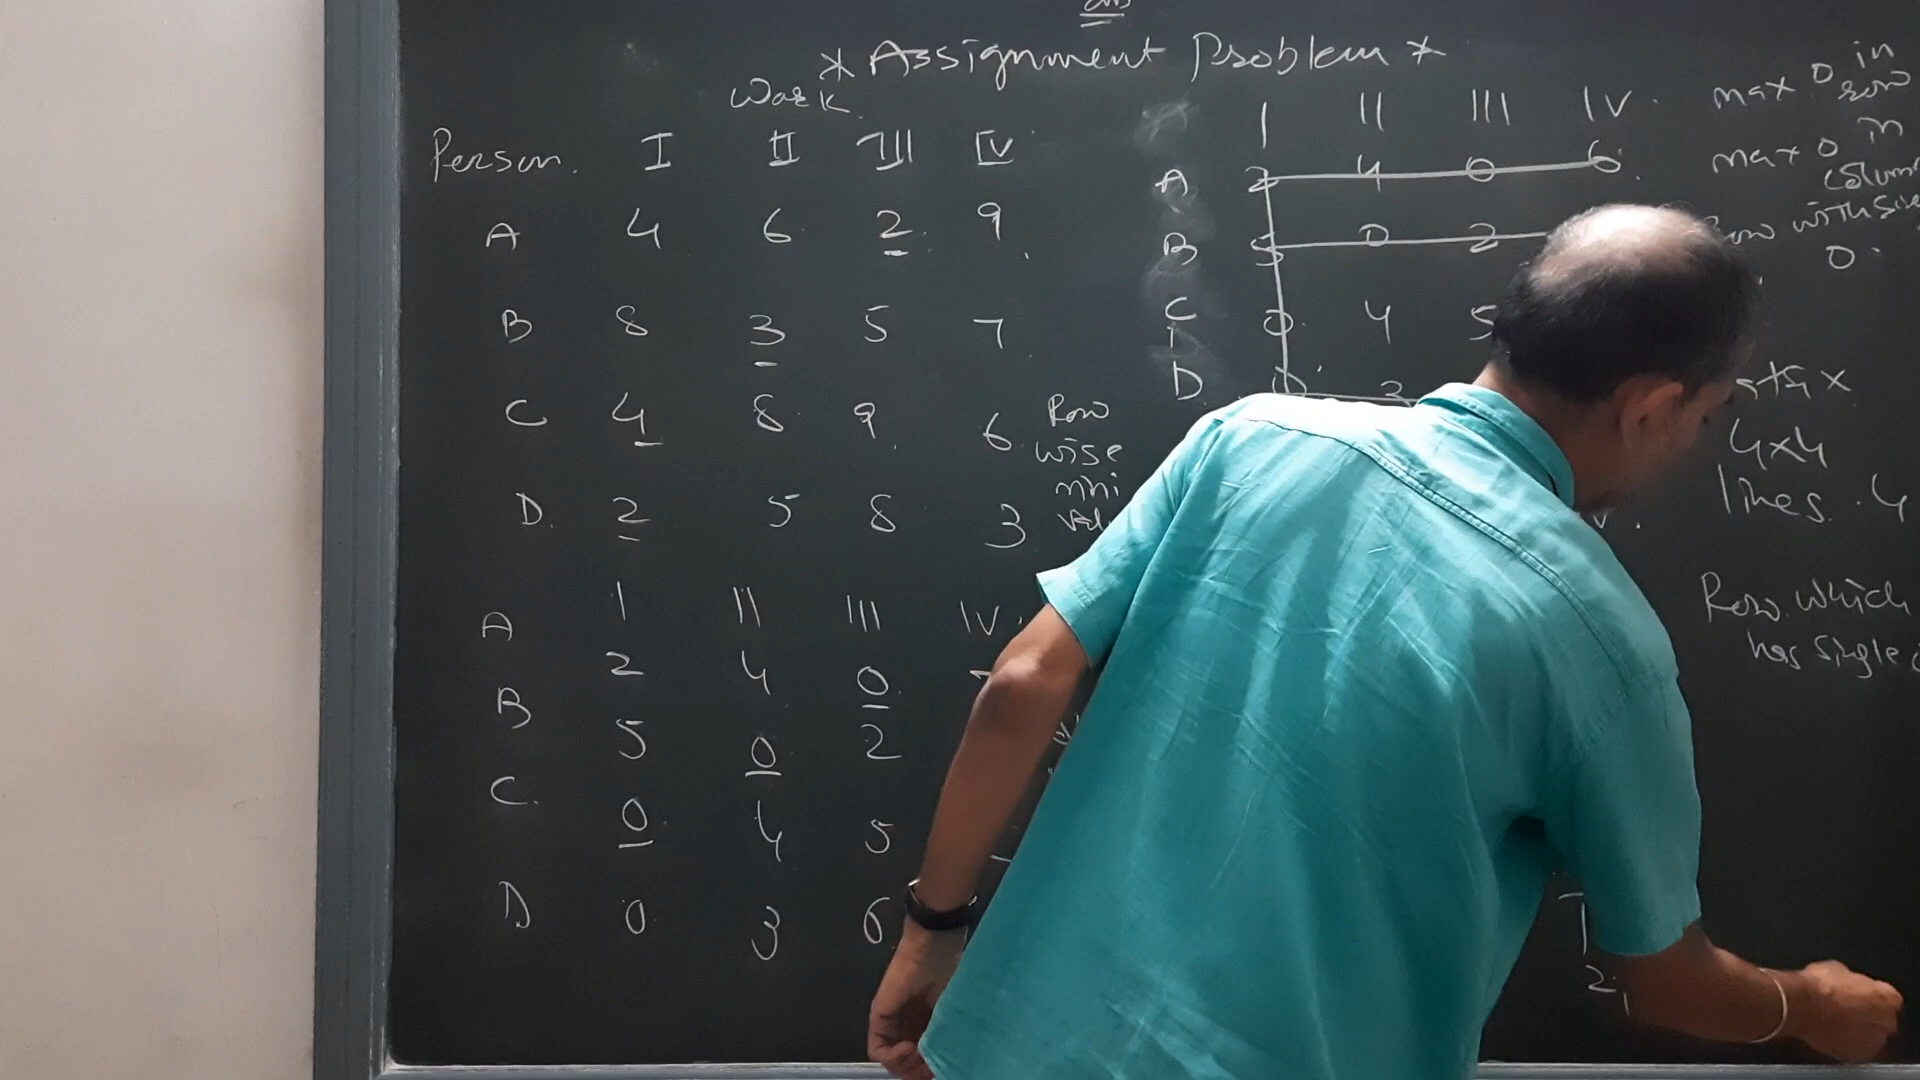 * Assignment Problem *
Work
Person. I II III IV
A 4 6 2 9
B 8 3 5 7
C 4 8 9 6
D. 2 5 8 3
Row
wise
mini
I II III IV
A
2 4 0
B
5 0 2
C.
0 4 5
D 0 3 6
I II III IV
A 2 4 0 6
B 5 0 2
C 0 4 5
D 0 3
max 0 in
row
max 0 in
column
Row with
0
4x4
lines. 4
Row which
has single
2